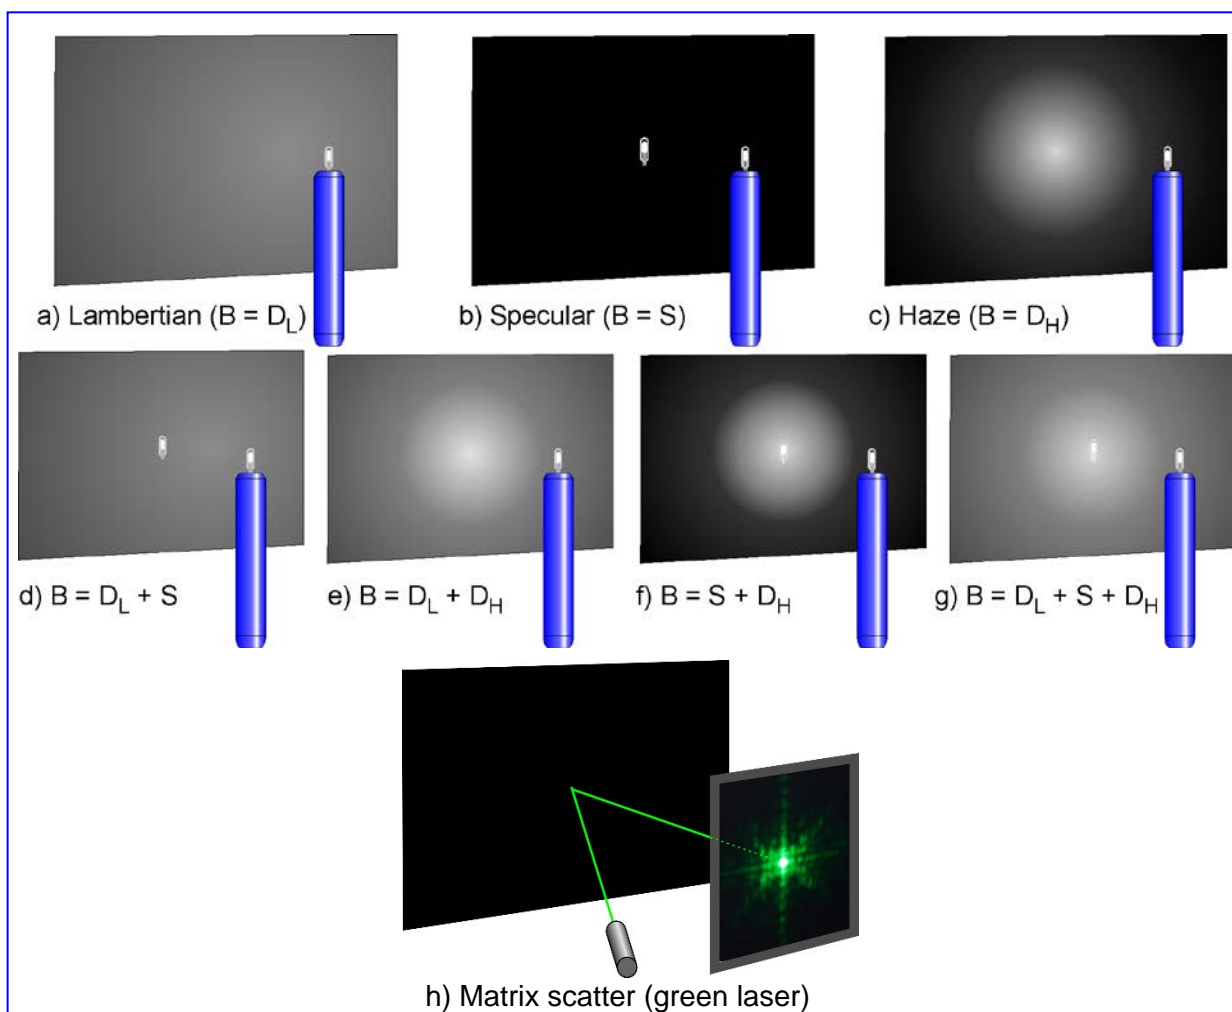 a) Lambertian (B = D_L)
b) Specular (B = S)
c) Haze (B = D_H)
d) B = D_L + S
e) B = D_L + D_H
f) B = S + D_H
g) B = D_L + S + D_H
h) Matrix scatter (green laser)